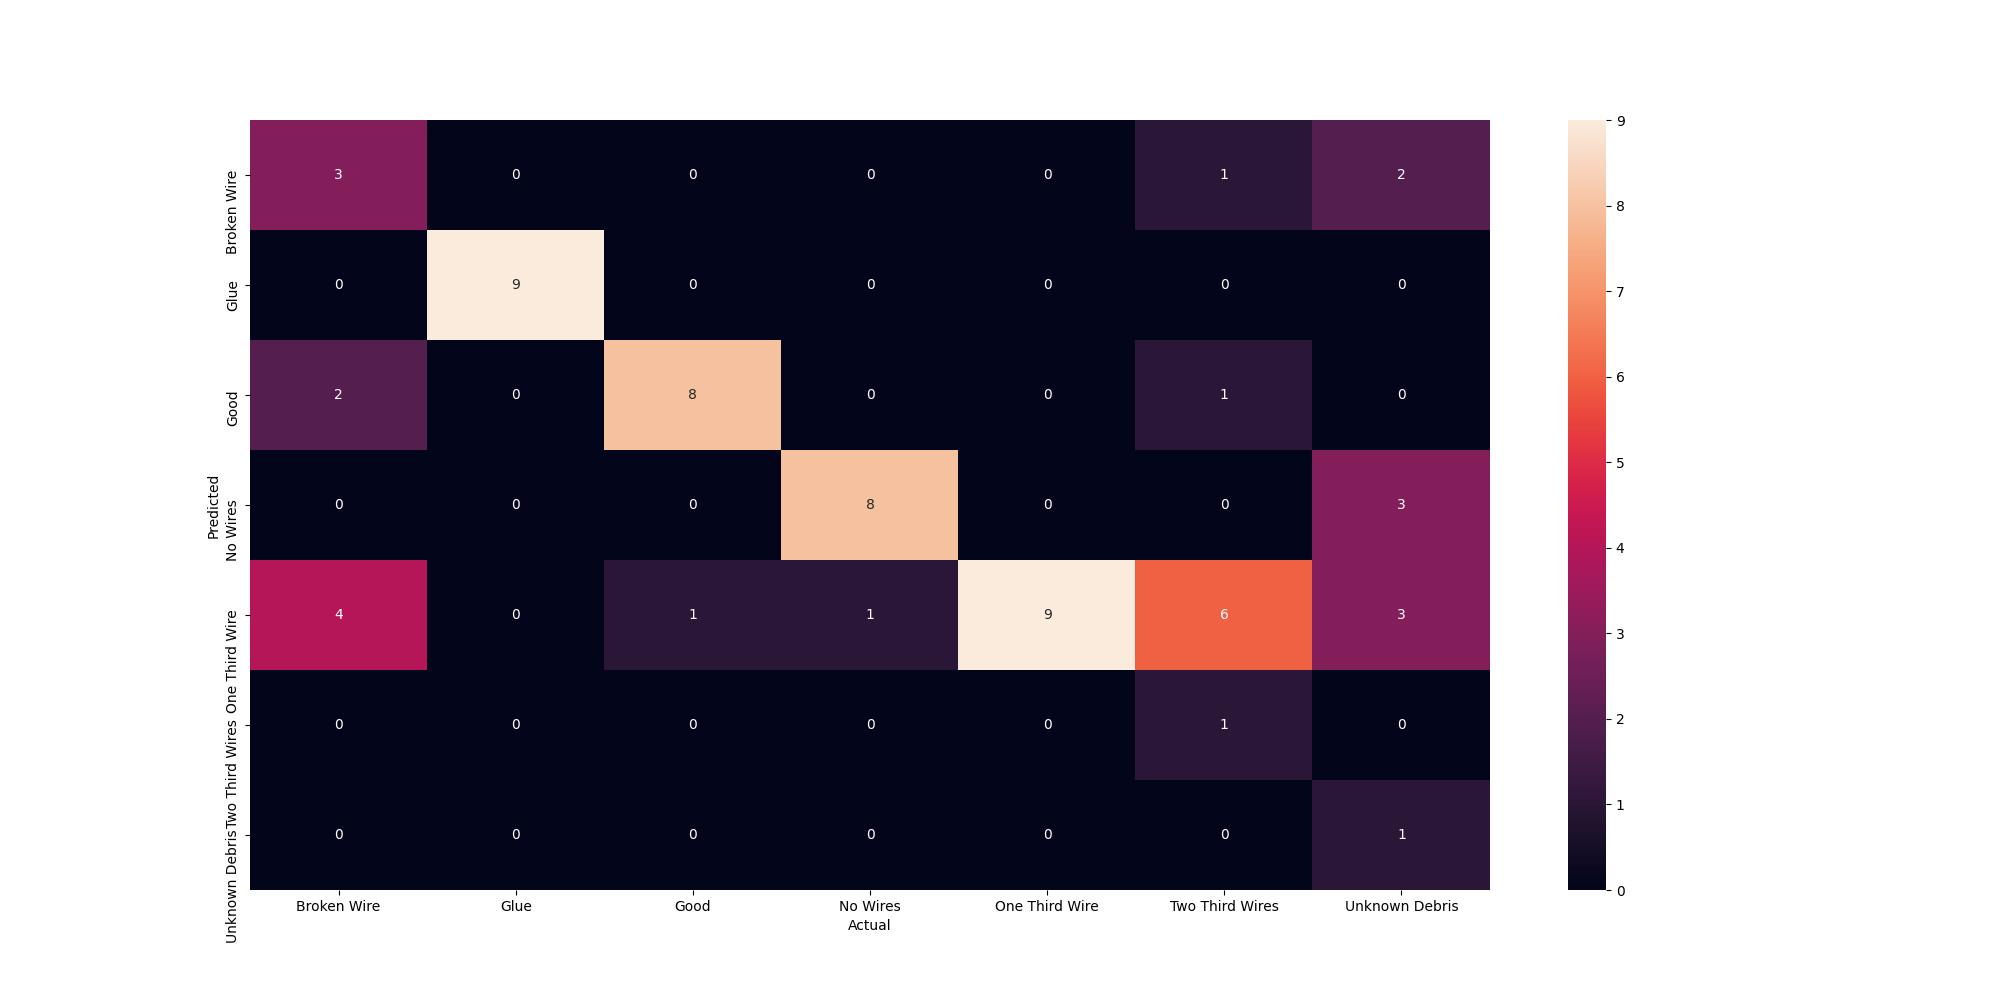 Predicted
Broken Wire 3 0 0 0 0 1 2
Glue 0 9 0 0 0 0 0
Good 2 0 8 0 0 1 0
No Wires 0 0 0 8 0 0 3
One Third Wire 4 0 1 1 9 6 3
Two Third Wires 0 0 0 0 0 1 0
Unknown Debris 0 0 0 0 0 0 1
Broken Wire Glue Good No Wires One Third Wire Two Third Wires Unknown Debris
Actual
9
8
7
6
5
4
3
2
1
0